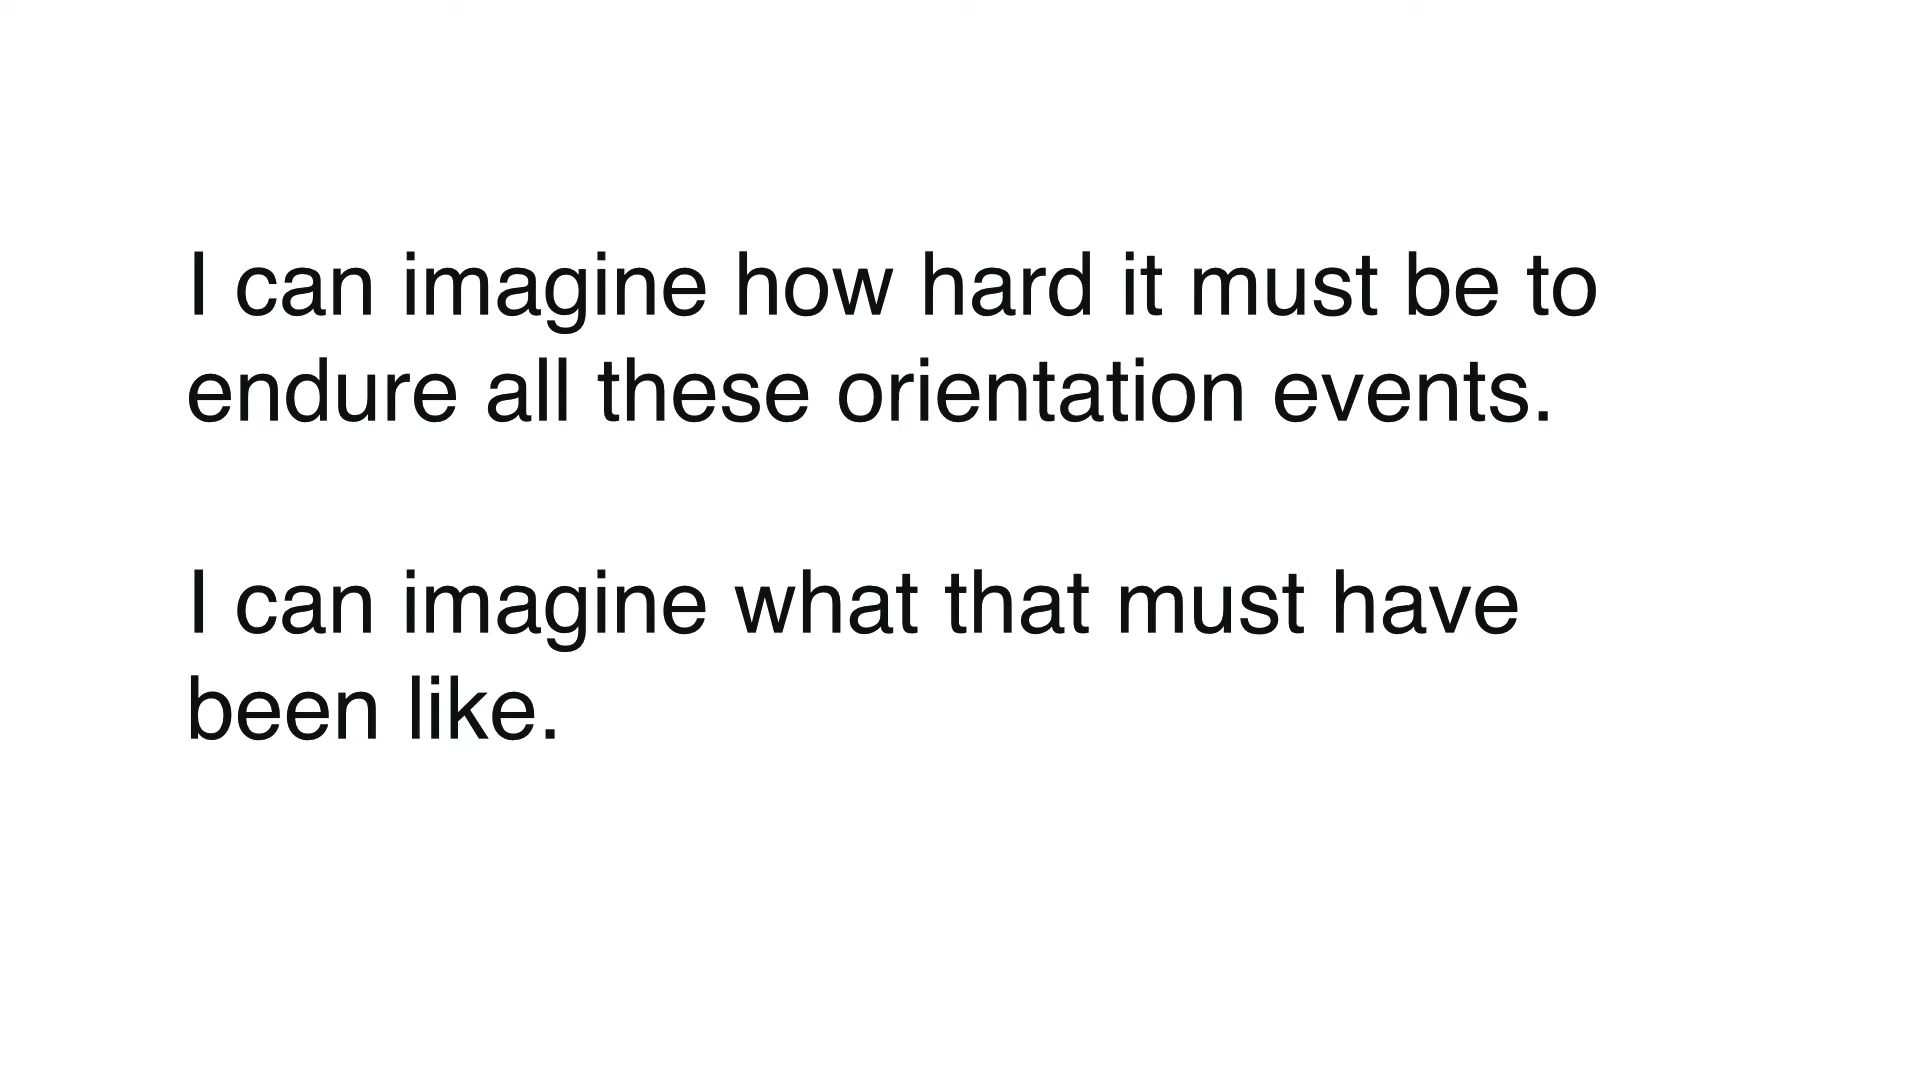 I can imagine how hard it must be to
endure all these orientation events.
I can imagine what that must have
been like.